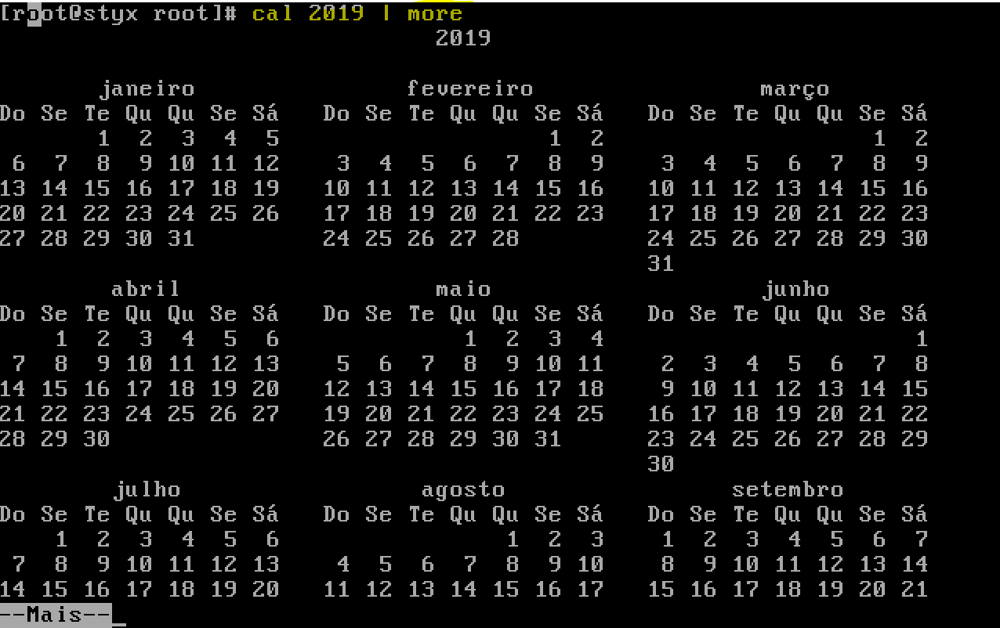 [root@styx root]# cal 2019 | more
2019
janeiro fevereiro março
Do Se Te Qu Qu Se Sá Do Se Te Qu Qu Se Sá Do Se Te Qu Qu Se Sá
1 2 3 4 5 1 2 1 2
6 7 8 9 10 11 12 3 4 5 6 7 8 9 3 4 5 6 7 8 9
13 14 15 16 17 18 19 10 11 12 13 14 15 16 10 11 12 13 14 15 16
20 21 22 23 24 25 26 17 18 19 20 21 22 23 17 18 19 20 21 22 23
27 28 29 30 31 24 25 26 27 28 24 25 26 27 28 29 30
31
abril maio junho
Do Se Te Qu Qu Se Sá Do Se Te Qu Qu Se Sá Do Se Te Qu Qu Se Sá
1 2 3 4 5 6 1 2 3 4 1
7 8 9 10 11 12 13 5 6 7 8 9 10 11 2 3 4 5 6 7 8
14 15 16 17 18 19 20 12 13 14 15 16 17 18 9 10 11 12 13 14 15
21 22 23 24 25 26 27 19 20 21 22 23 24 25 16 17 18 19 20 21 22
28 29 30 26 27 28 29 30 31 23 24 25 26 27 28 29
30
julho agosto setembro
Do Se Te Qu Qu Se Sá Do Se Te Qu Qu Se Sá Do Se Te Qu Qu Se Sá
1 2 3 4 5 6 1 2 3 1 2 3 4 5 6 7
7 8 9 10 11 12 13 4 5 6 7 8 9 10 8 9 10 11 12 13 14
14 15 16 17 18 19 20 11 12 13 14 15 16 17 15 16 17 18 19 20 21
--Mais--